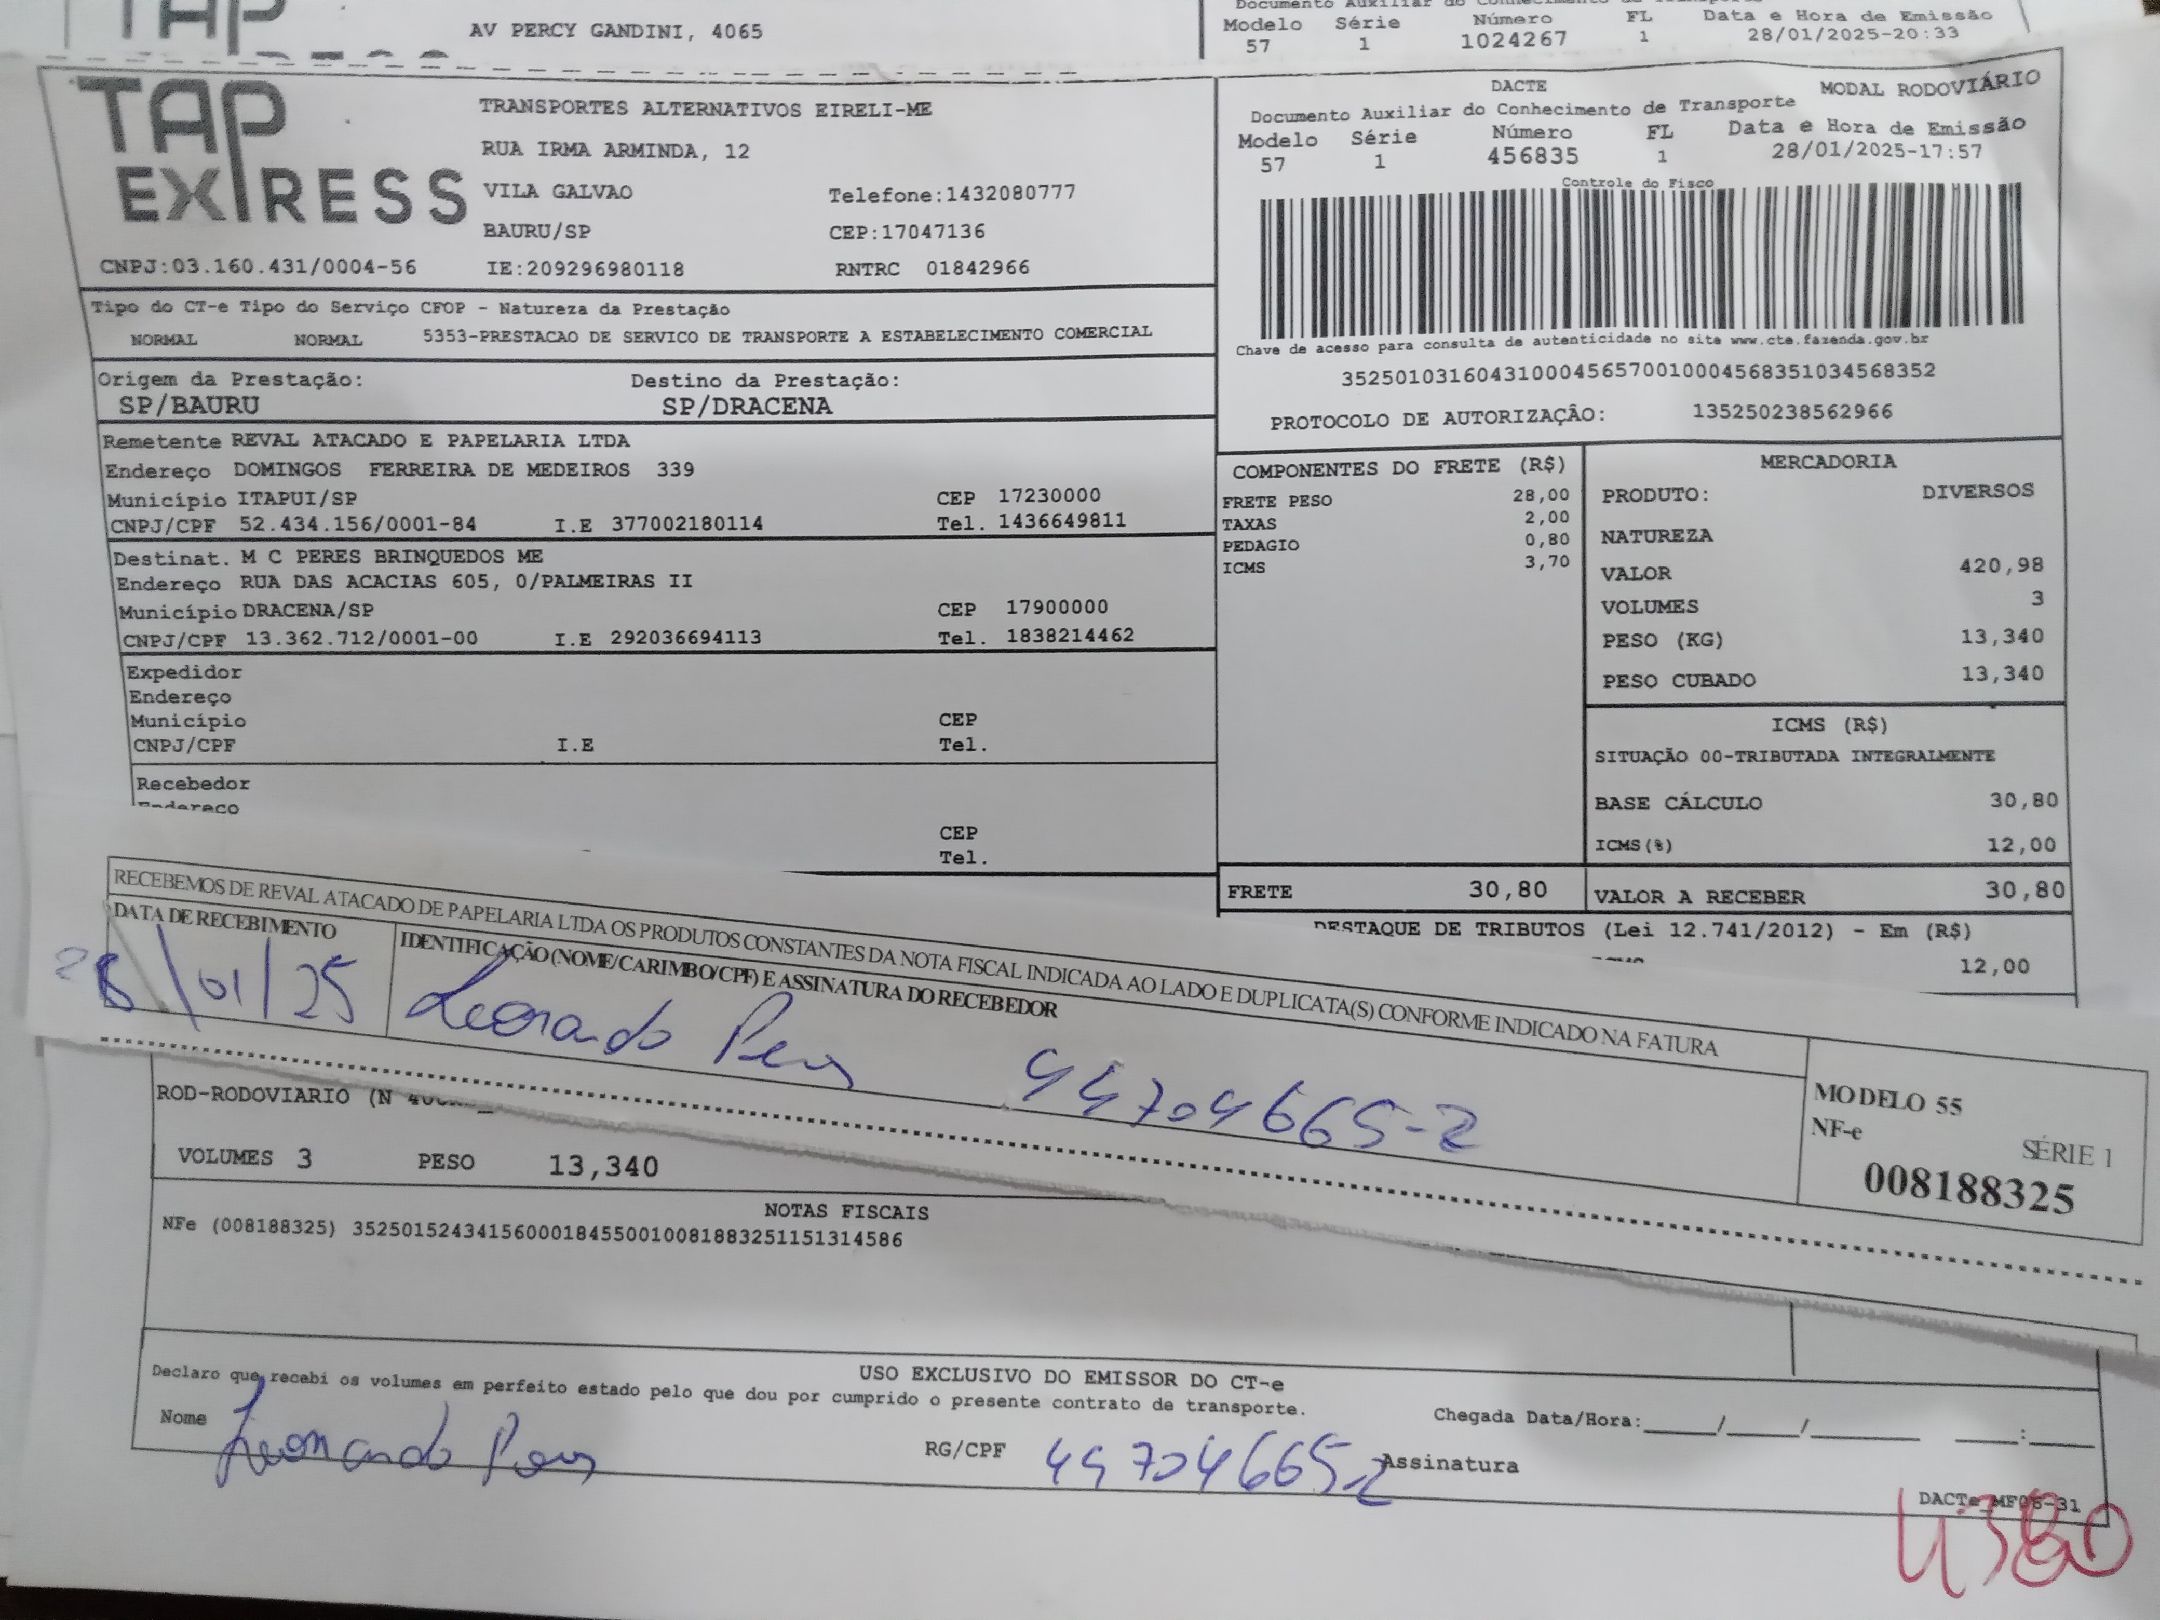 TAP
AV PERCY GANDINI, 4065
Modelo Série Número FL Data e Hora de Emissão
57 1 1024267 1 28/01/2025-20:33
TAP
EXPRESS
TRANSPORTES ALTERNATIVOS EIRELI-ME
RUA IRMA ARMINDA, 12
VILA GALVAO Telefone:1432080777
BAURU/SP CEP:17047136
CNPJ:03.160.431/0004-56 IE:209296980118 RNTRC 01842966
DACTE MODAL RODOVIÁRIO
Documento Auxiliar do Conhecimento de Transporte
Modelo Série Número FL Data e Hora de Emissão
57 1 456835 1 28/01/2025-17:57
Controle do Fisco
Chave de acesso para consulta de autenticidade no site www.cte.fazenda.gov.br
35250103160431000456570010004568351034568352
PROTOCOLO DE AUTORIZAÇÂO: 135250238562966
Tipo do CT-e Tipo do Serviço CFOP - Natureza da Prestação
NORMAL NORMAL 5353-PRESTACAO DE SERVICO DE TRANSPORTE A ESTABELECIMENTO COMERCIAL
Origem da Prestação: Destino da Prestação:
SP/BAURU SP/DRACENA
Remetente REVAL ATACADO E PAPELARIA LTDA
Endereço DOMINGOS FERREIRA DE MEDEIROS 339
Município ITAPUI/SP CEP 17230000
CNPJ/CPF 52.434.156/0001-84 I.E 377002180114 Tel. 1436649811
Destinat. M C PERES BRINQUEDOS ME
Endereço RUA DAS ACACIAS 605, 0/PALMEIRAS II
Município DRACENA/SP CEP 17900000
CNPJ/CPF 13.362.712/0001-00 I.E 292036694113 Tel. 1838214462
Expedidor
Endereço
Município CEP
CNPJ/CPF I.E Tel.
Recebedor
Endereço
CEP
Tel.
COMPONENTES DO FRETE (R$)
FRETE PESO 28,00
TAXAS 2,00
PEDAGIO 0,80
ICMS 3,70
FRETE 30,80
MERCADORIA
PRODUTO: DIVERSOS
NATUREZA
VALOR 420,98
VOLUMES 3
PESO (KG) 13,340
PESO CUBADO 13,340
ICMS (R$)
SITUAÇÃO 00-TRIBUTADA INTEGRALMENTE
BASE CÁLCULO 30,80
ICMS(%) 12,00
VALOR A RECEBER 30,80
DESTAQUE DE TRIBUTOS (Lei 12.741/2012) - Em (R$)
12,00
RECEBEMOS DE REVAL ATACADO DE PAPELARIA LTDA OS PRODUTOS CONSTANTES DA NOTA FISCAL INDICADA AO LADO E DUPLICATA(S) CONFORME INDICADO NA FATURA
DATA DE RECEBIMENTO IDENTIFICAÇÃO (NOME/CARIMBO/CPF) E ASSINATURA DO RECEBEDOR
28/01/25 Leonardo Peres 44704665-2
MODELO 55
NF-e SÉRIE 1
008188325
ROD-RODOVIARIO (N
VOLUMES 3 PESO 13,340
NOTAS FISCAIS
NFe (008188325) 35250152434156000184550010081883251151314586
USO EXCLUSIVO DO EMISSOR DO CT-e
Declaro que recebi os volumes em perfeito estado pelo que dou por cumprido o presente contrato de transporte.
Chegada Data/Hora:_____/_____/_______ ____:____
Nome Leonardo Peres RG/CPF 44704665-2 Assinatura